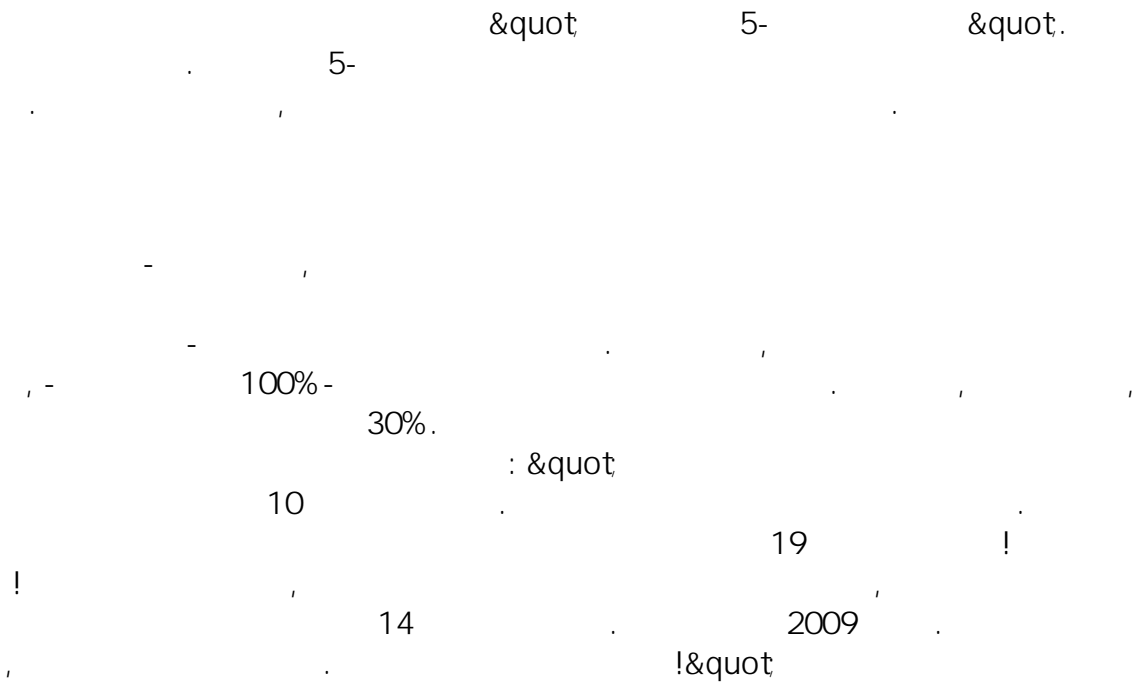 &quot; 5- &quot;.
. 5-
. , .
- ,
- . ,
, - 100% - . , ,
30%.
: &quot;
10 . .
19 !
! , ,
14 . 2009 .
, . !&quot;